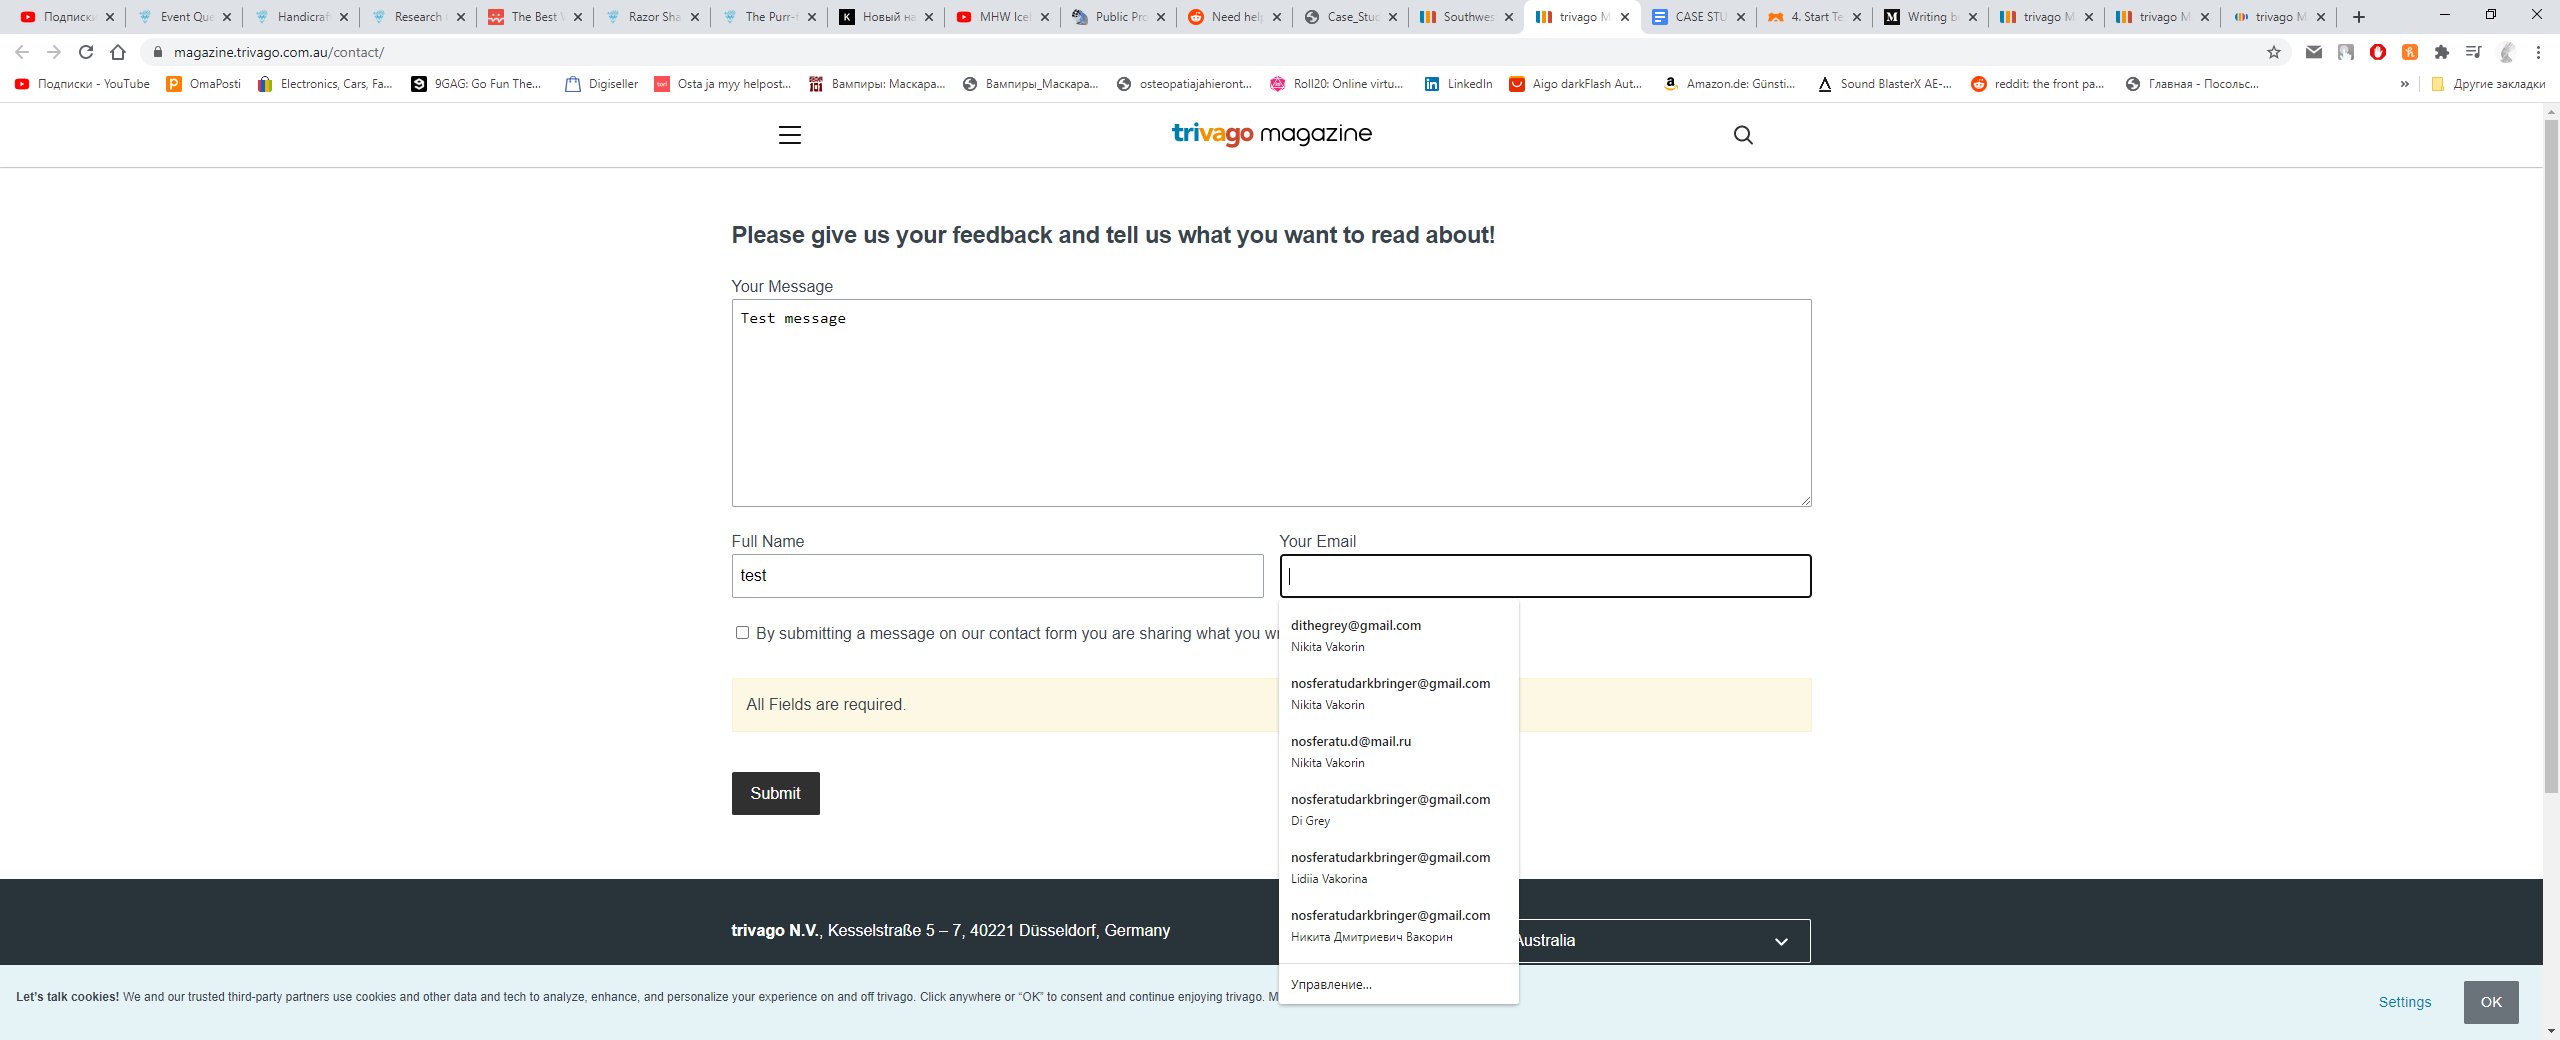 Подписки
Event Que
Handicraf
Research
The Best W
Razor Sha
The Purr-f
Новый на
MHW Icel
Public Pro
Need help
Case_Stud
Southwes
trivago M
CASE STU
4. Start Te
Writing b
trivago M
trivago M
trivago M
magazine.trivago.com.au/contact/
Подписки - YouTube
OmaPosti
Electronics, Cars, Fa...
9GAG: Go Fun The...
Digiseller
Osta ja myy helpost...
Вампиры: Маскара...
Вампиры_Маскара...
osteopatiajahieront...
Roll20: Online virtu...
LinkedIn
Aigo darkFlash Aut...
Amazon.de: Günsti...
Sound BlasterX AE-...
reddit: the front pa...
Главная - Посольс...
»
Другие закладки
trivago magazine
Please give us your feedback and tell us what you want to read about!
Your Message
Test message
Full Name
Your Email
test
By submitting a message on our contact form you are sharing what you wr
dithegrey@gmail.com
Nikita Vakorin
nosferatudarkbringer@gmail.com
Nikita Vakorin
nosferatu.d@mail.ru
Nikita Vakorin
nosferatudarkbringer@gmail.com
Di Grey
nosferatudarkbringer@gmail.com
Lidiia Vakorina
nosferatudarkbringer@gmail.com
Никита Дмитриевич Вакорин
Управление...
All Fields are required.
Submit
trivago N.V., Kesselstraße 5 – 7, 40221 Düsseldorf, Germany
Australia
Let's talk cookies! We and our trusted third-party partners use cookies and other data and tech to analyze, enhance, and personalize your experience on and off trivago. Click anywhere or “OK” to consent and continue enjoying trivago. M
Settings
OK